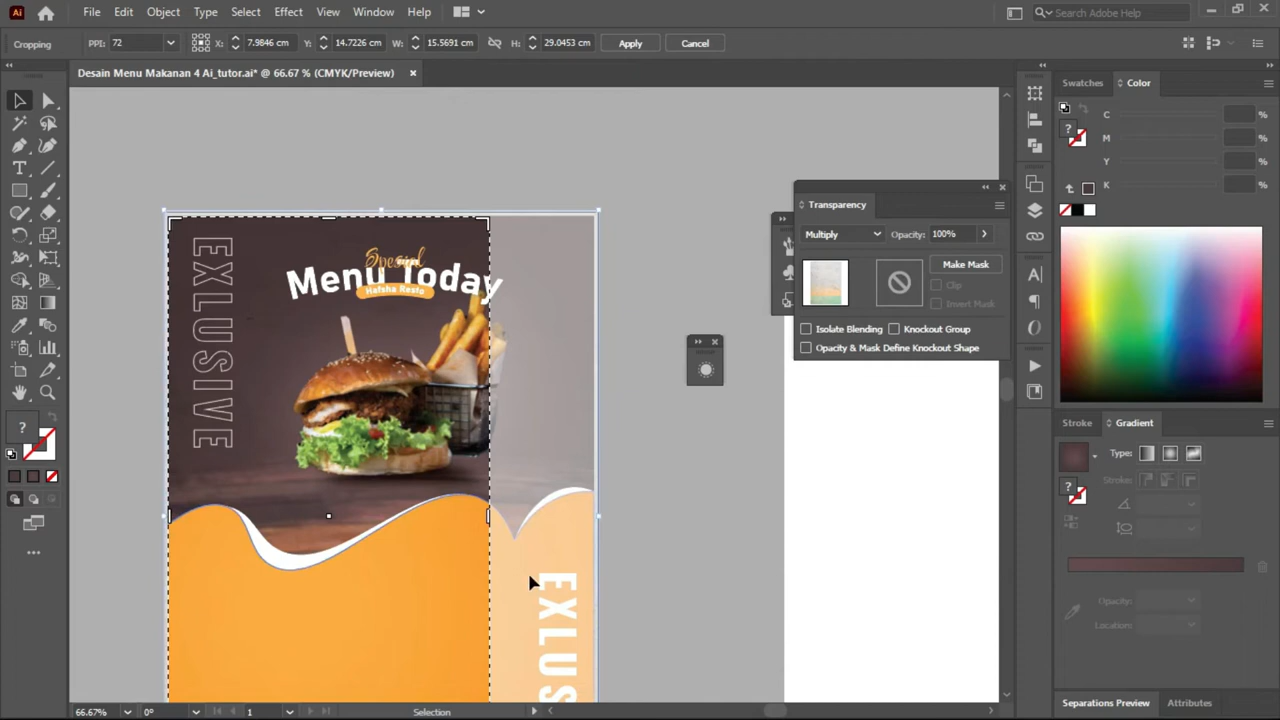 Ai File Edit Object Type Select Effect View Window Help Search Adobe Help
Cropping PPI: 72 X: 7.9846 cm Y: 14.7226 cm W: 15.5691 cm H: 29.0453 cm Apply Cancel
Desain Menu Makanan 4 Ai_tutor.ai* @ 66.67 % (CMYK/Preview) ×
Swatches Color
C %
M %
Y %
K %
Transparency
Multiply Opacity: 100%
Make Mask
Clip
Invert Mask
Isolate Blending Knockout Group
Opacity & Mask Define Knockout Shape
EXLUSIVE
Spesial
Menu Today
Hafsha Resto
EXLUS
Stroke Gradient
Type:
Stroke:
Opacity: %
Location: %
Separations Preview Attributes
66.67% 0° 1 Selection